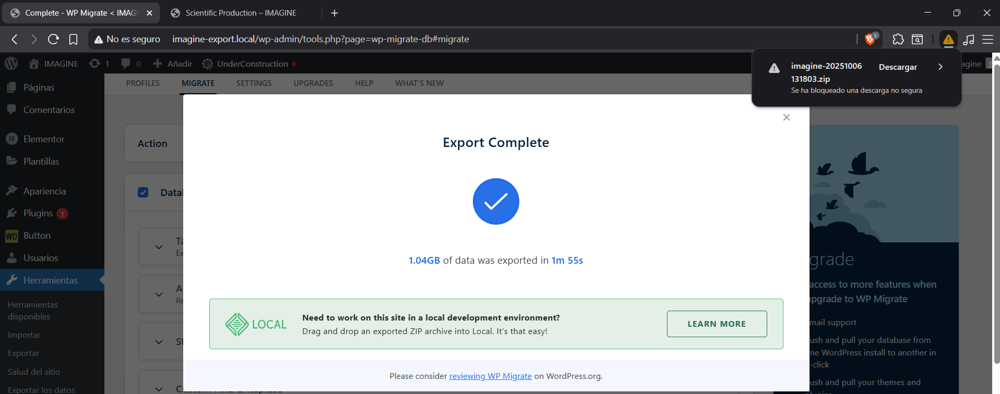 Complete - WP Migrate < IMAG
Scientific Production – IMAGINE
No es seguro
imagine-export.local/wp-admin/tools.php?page=wp-migrate-db#migrate
5
imagine-20251006
131803.zip
Descargar
Se ha bloqueado una descarga no segura
IMAGINE
1
0
Añadir
UnderConstruction
agine
Páginas
Comentarios
Elementor
Plantillas
Apariencia
Plugins 1
WD Button
Usuarios
Herramientas
Herramientas
disponibles
Importar
Exportar
Salud del sitio
Exportar los datos
PROFILES
MIGRATE
SETTINGS
UPGRADES
HELP
WHAT'S NEW
Action
Datal
Ta
Ex
A
Re
St
Export Complete
1.04GB of data was exported in 1m 55s
LOCAL
Need to work on this site in a local development environment?
Drag and drop an exported ZIP archive into Local. It's that easy!
LEARN MORE
Please consider reviewing WP Migrate on WordPress.org.
grade
access to more features when
pgrade to WP Migrate
mail support
ush and pull your database from
ne WordPress install to another in
-click
ush and pull your themes and